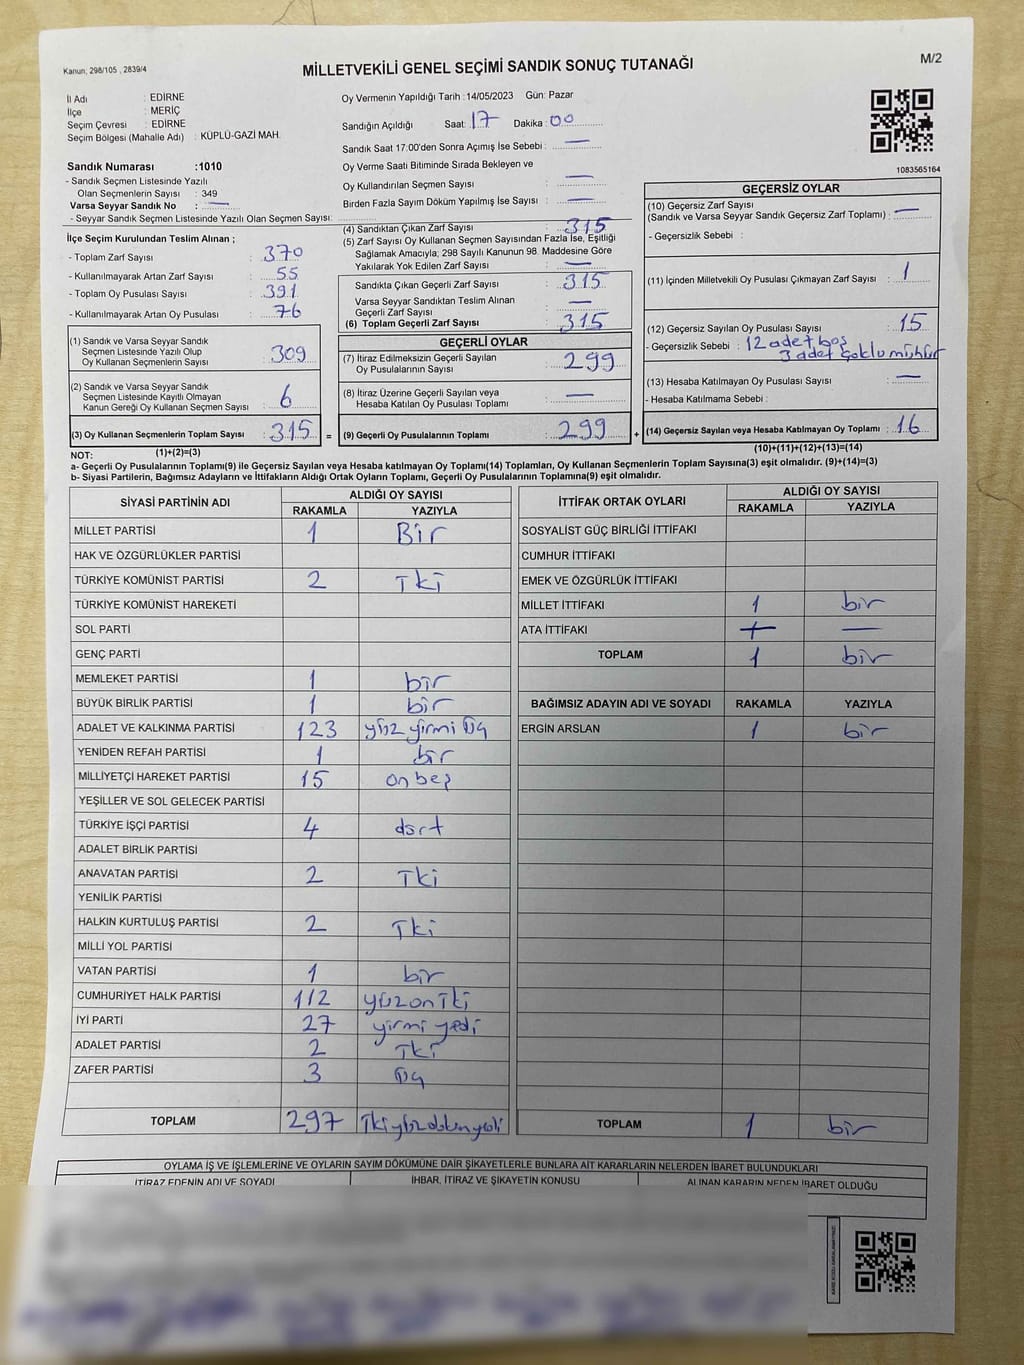 Kanun; 298/105 , 2839/4
MİLLETVEKİLİ GENEL SEÇİMİ SANDIK SONUÇ TUTANAĞI
M/2
İl Adı : EDİRNE
İlçe : MERİÇ
Seçim Çevresi : EDİRNE
Seçim Bölgesi (Mahalle Adı) : KÜPLÜ-GAZİ MAH.
Sandık Numarası :1010
- Sandık Seçmen Listesinde Yazılı
Olan Seçmenlerin Sayısı : 349
Varsa Seyyar Sandık No : —
- Seyyar Sandık Seçmen Listesinde Yazılı Olan Seçmen Sayısı:
Oy Vermenin Yapıldığı Tarih :14/05/2023 Gün: Pazar
Sandığın Açıldığı Saat: 17 Dakika: 00
Sandık Saat 17:00'den Sonra Açımış İse Sebebi : —
Oy Verme Saati Bitiminde Sırada Bekleyen ve
Oy Kullandırılan Seçmen Sayısı : —
Birden Fazla Sayım Döküm Yapılmış İse Sayısı : —
1083565164
İlçe Seçim Kurulundan Teslim Alınan ;
- Toplam Zarf Sayısı : 370
- Kullanılmayarak Artan Zarf Sayısı : 55
- Toplam Oy Pusulası Sayısı : 391
- Kullanılmayarak Artan Oy Pusulası : 76
(4) Sandıktan Çıkan Zarf Sayısı : 315
(5) Zarf Sayısı Oy Kullanan Seçmen Sayısından Fazla İse, Eşitliği
Sağlamak Amacıyla; 298 Sayılı Kanunun 98. Maddesine Göre
Yakılarak Yok Edilen Zarf Sayısı : —
Sandıkta Çıkan Geçerli Zarf Sayısı : 315
Varsa Seyyar Sandıktan Teslim Alınan
Geçerli Zarf Sayısı : —
(6) Toplam Geçerli Zarf Sayısı : 315
GEÇERSİZ OYLAR
(10) Geçersiz Zarf Sayısı
(Sandık ve Varsa Seyyar Sandık Geçersiz Zarf Toplamı) : —
- Geçersizlik Sebebi :
(11) İçinden Milletvekili Oy Pusulası Çıkmayan Zarf Sayısı : 1
(12) Geçersiz Sayılan Oy Pusulası Sayısı : 15
- Geçersizlik Sebebi : 12 adet boş
3 adet çoklu mühür
(13) Hesaba Katılmayan Oy Pusulası Sayısı : —
- Hesaba Katılmama Sebebi :
(1) Sandık ve Varsa Seyyar Sandık
Seçmen Listesinde Yazılı Olup
Oy Kullanan Seçmenlerin Sayısı : 309
(2) Sandık ve Varsa Seyyar Sandık
Seçmen Listesinde Kayıtlı Olmayan
Kanun Gereği Oy Kullanan Seçmen Sayısı : 6
(3) Oy Kullanan Seçmenlerin Toplam Sayısı : 315 =
GEÇERLİ OYLAR
(7) İtiraz Edilmeksizin Geçerli Sayılan
Oy Pusulalarının Sayısı : 299
(8) İtiraz Üzerine Geçerli Sayılan veya
Hesaba Katılan Oy Pusulası Toplamı : —
(9) Geçerli Oy Pusulalarının Toplamı : 299 +
(14) Geçersiz Sayılan veya Hesaba Katılmayan Oy Toplamı : 16
NOT: (1)+(2)=(3) (10)+(11)+(12)+(13)=(14)
a- Geçerli Oy Pusulalarının Toplamı(9) ile Geçersiz Sayılan veya Hesaba katılmayan Oy Toplamı(14) Toplamları, Oy Kullanan Seçmenlerin Toplam Sayısına(3) eşit olmalıdır. (9)+(14)=(3)
b- Siyasi Partilerin, Bağımsız Adayların ve İttifakların Aldığı Ortak Oyların Toplamı, Geçerli Oy Pusulalarının Toplamına(9) eşit olmalıdır.
SİYASİ PARTİNİN ADI ALDIĞI OY SAYISI
RAKAMLA YAZIYLA
MİLLET PARTİSİ 1 Bir
HAK VE ÖZGÜRLÜKLER PARTİSİ
TÜRKİYE KOMÜNİST PARTİSİ 2 İki
TÜRKİYE KOMÜNİST HAREKETİ
SOL PARTİ
GENÇ PARTİ
MEMLEKET PARTİSİ 1 bir
BÜYÜK BİRLİK PARTİSİ 1 bir
ADALET VE KALKINMA PARTİSİ 123 yüz yirmi üç
YENİDEN REFAH PARTİSİ 1 bir
MİLLİYETÇİ HAREKET PARTİSİ 15 on beş
YEŞİLLER VE SOL GELECEK PARTİSİ
TÜRKİYE İŞÇİ PARTİSİ 4 dört
ADALET BİRLİK PARTİSİ
ANAVATAN PARTİSİ 2 İki
YENİLİK PARTİSİ
HALKIN KURTULUŞ PARTİSİ 2 İki
MİLLİ YOL PARTİSİ
VATAN PARTİSİ 1 bir
CUMHURİYET HALK PARTİSİ 112 yüz on iki
İYİ PARTİ 27 yirmi yedi
ADALET PARTİSİ 2 İki
ZAFER PARTİSİ 3 üç
TOPLAM 297 İkiyüz doksan yedi
İTTİFAK ORTAK OYLARI ALDIĞI OY SAYISI
RAKAMLA YAZIYLA
SOSYALİST GÜÇ BİRLİĞİ İTTİFAKI
CUMHUR İTTİFAKI
EMEK VE ÖZGÜRLÜK İTTİFAKI
MİLLET İTTİFAKI 1 bir
ATA İTTİFAKI — —
TOPLAM 1 bir
BAĞIMSIZ ADAYIN ADI VE SOYADI RAKAMLA YAZIYLA
ERGİN ARSLAN 1 bir
TOPLAM 1 bir
OYLAMA İŞ VE İŞLEMLERİNE VE OYLARIN SAYIM DÖKÜMÜNE DAİR ŞİKAYETLERLE BUNLARA AİT KARARLARIN NELERDEN İBARET BULUNDUKLARI
İTİRAZ EDENİN ADI VE SOYADI İHBAR, İTİRAZ VE ŞİKAYETİN KONUSU ALINAN KARARIN NEDEN İBARET OLDUĞU